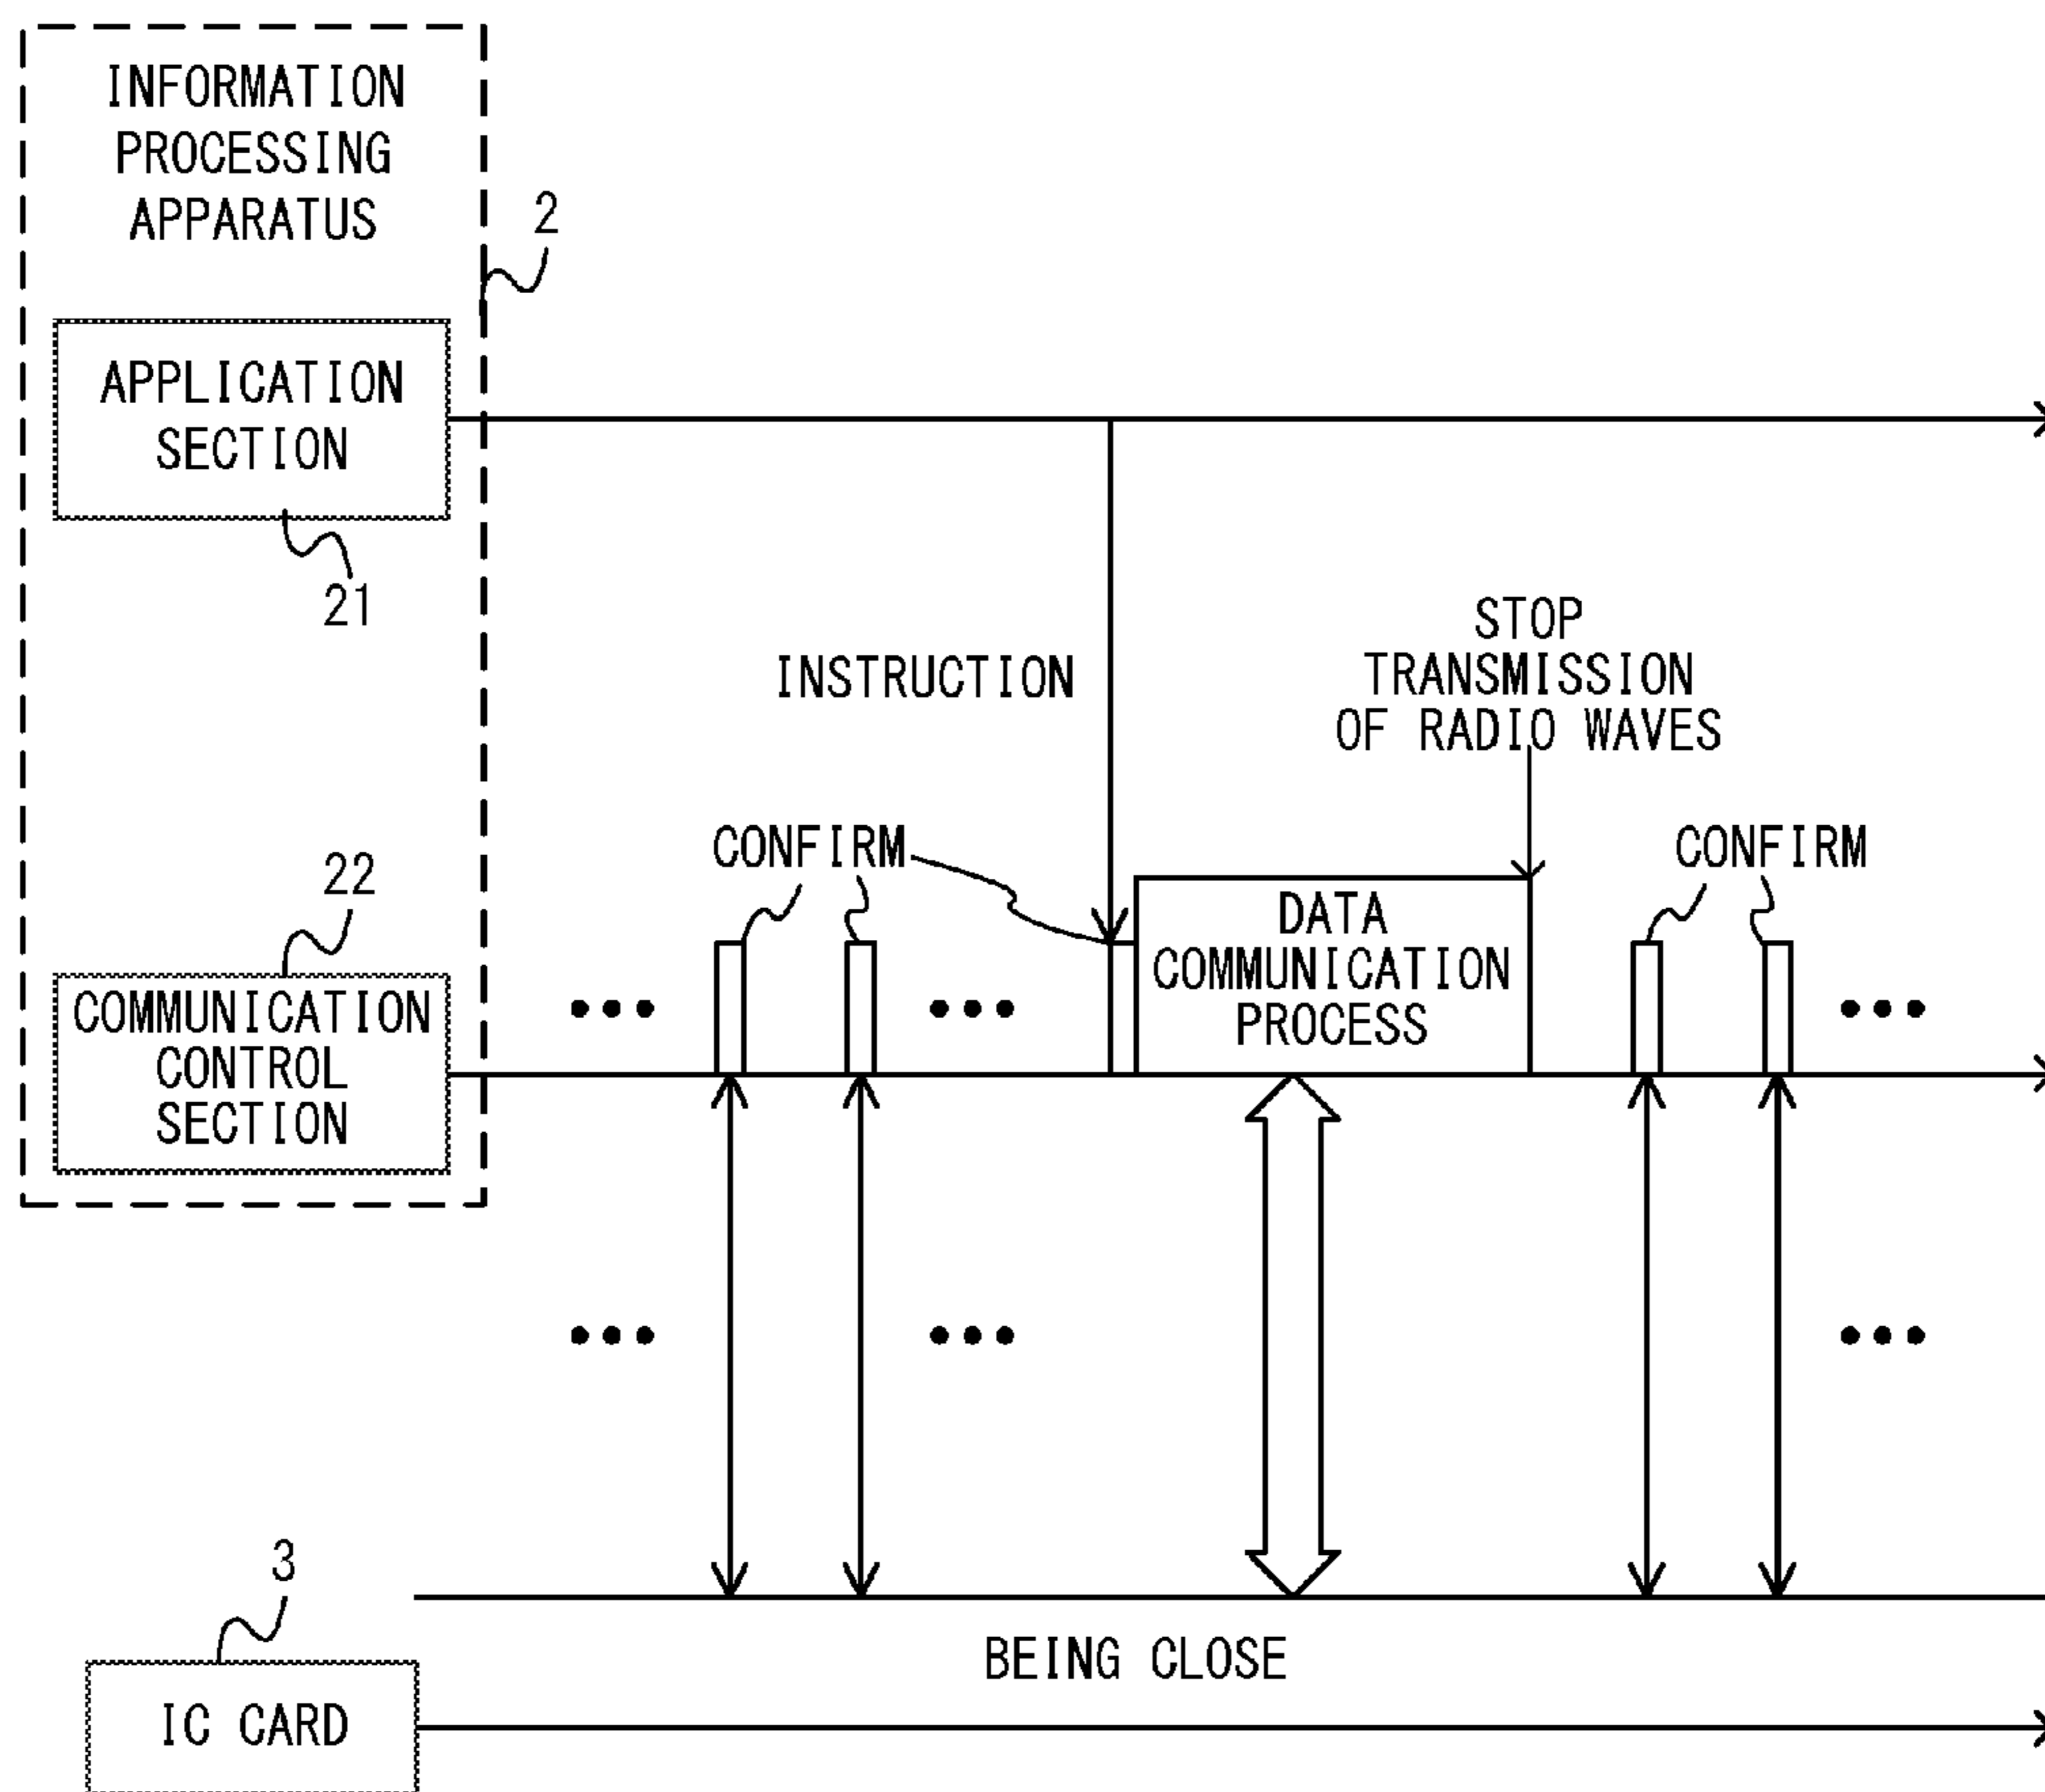 INFORMATION
PROCESSING
APPARATUS
2
APPLICATION
SECTION
21
INSTRUCTION
STOP
TRANSMISSION
OF RADIO WAVES
CONFIRM
CONFIRM
22
DATA
COMMUNICATION
PROCESS
COMMUNICATION
CONTROL
SECTION
3
BEING CLOSE
IC CARD